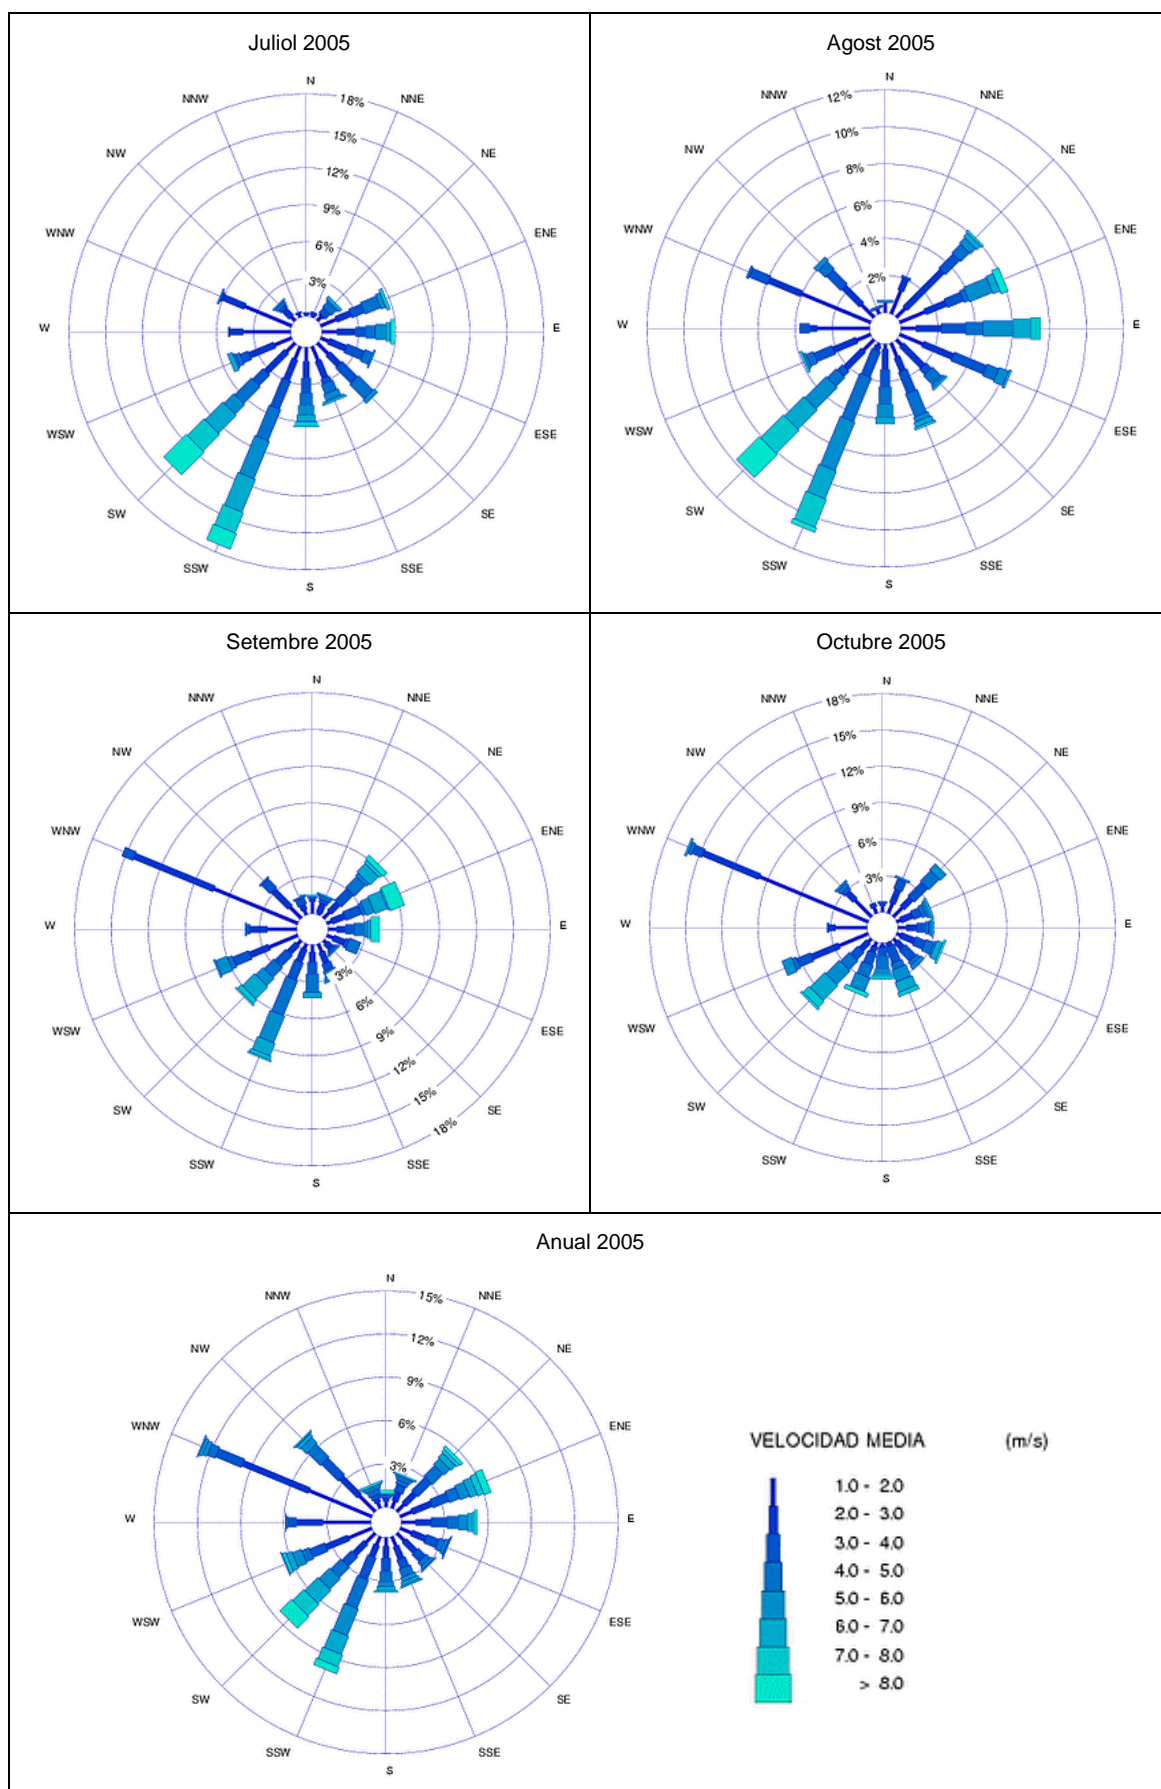 Juliol 2005
N
NNE
NE
ENE
E
ESE
SE
SSE
S
SSW
SW
WSW
W
WNW
NW
NNW
18%
15%
12%
9%
6%
3%
Agost 2005
N
NNE
NE
ENE
E
ESE
SE
SSE
S
SSW
SW
WSW
W
WNW
NW
NNW
12%
10%
8%
6%
4%
2%
Setembre 2005
N
NNE
NE
ENE
E
ESE
SE
SSE
S
SSW
SW
WSW
W
WNW
NW
NNW
3%
6%
9%
12%
15%
18%
Octubre 2005
N
NNE
NE
ENE
E
ESE
SE
SSE
S
SSW
SW
WSW
W
WNW
NW
NNW
18%
15%
12%
9%
6%
3%
Anual 2005
N
NNE
NE
ENE
E
ESE
SE
SSE
S
SSW
SW
WSW
W
WNW
NW
NNW
15%
12%
9%
6%
3%
VELOCIDAD MEDIA (m/s)
1.0 - 2.0
2.0 - 3.0
3.0 - 4.0
4.0 - 5.0
5.0 - 6.0
6.0 - 7.0
7.0 - 8.0
> 8.0